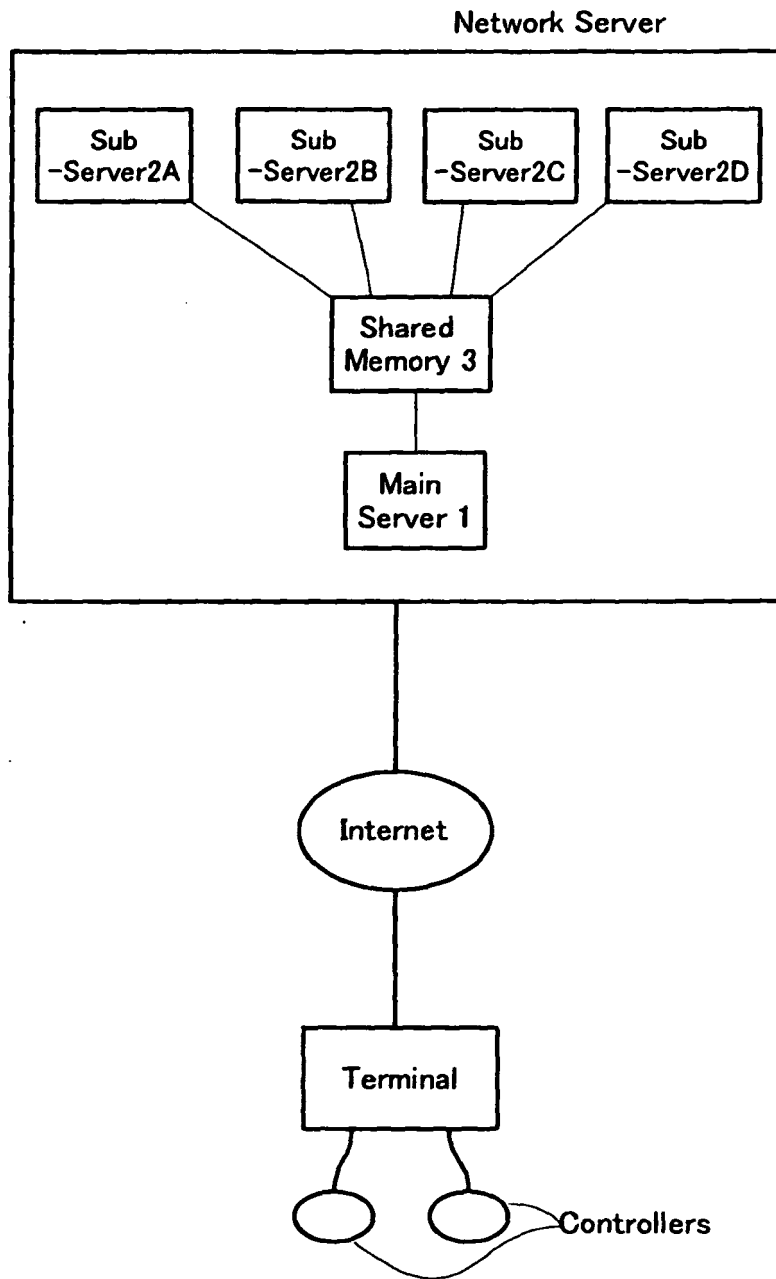 Network Server
Sub
-Server2A
Sub
-Server2B
Sub
-Server2C
Sub
-Server2D
Shared
Memory 3
Main
Server 1
Internet
Terminal
Controllers